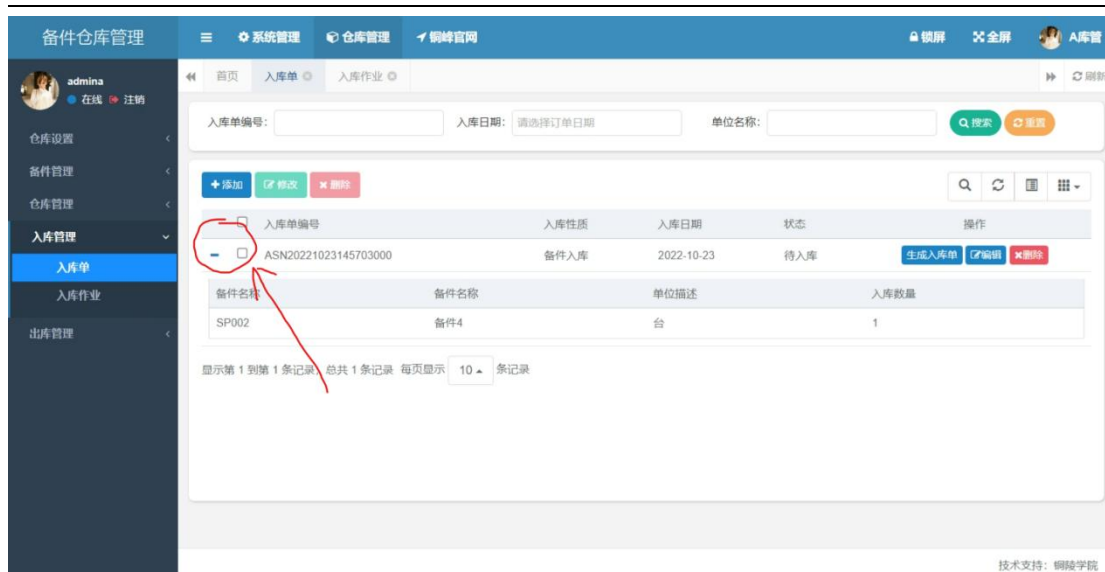 备件仓库管理 系统管理 仓库管理 铜峰官网 锁屏 全屏 A库管
admina
在线 注销
首页 入库单 入库作业 刷新
入库单编号： 入库日期： 请选择订单日期 单位名称： 搜索 重置
仓库设置
备件管理
仓库管理
入库管理
入库单
入库作业
出库管理
添加 修改 删除
入库单编号 入库性质 入库日期 状态 操作
ASN20221023145703000 备件入库 2022-10-23 待入库 生成入库单 编辑 删除
备件名称 备件名称 单位描述 入库数量
SP002 备件4 台 1
显示第 1 到第 1 条记录，总共 1 条记录 每页显示 10 条记录
技术支持：铜陵学院